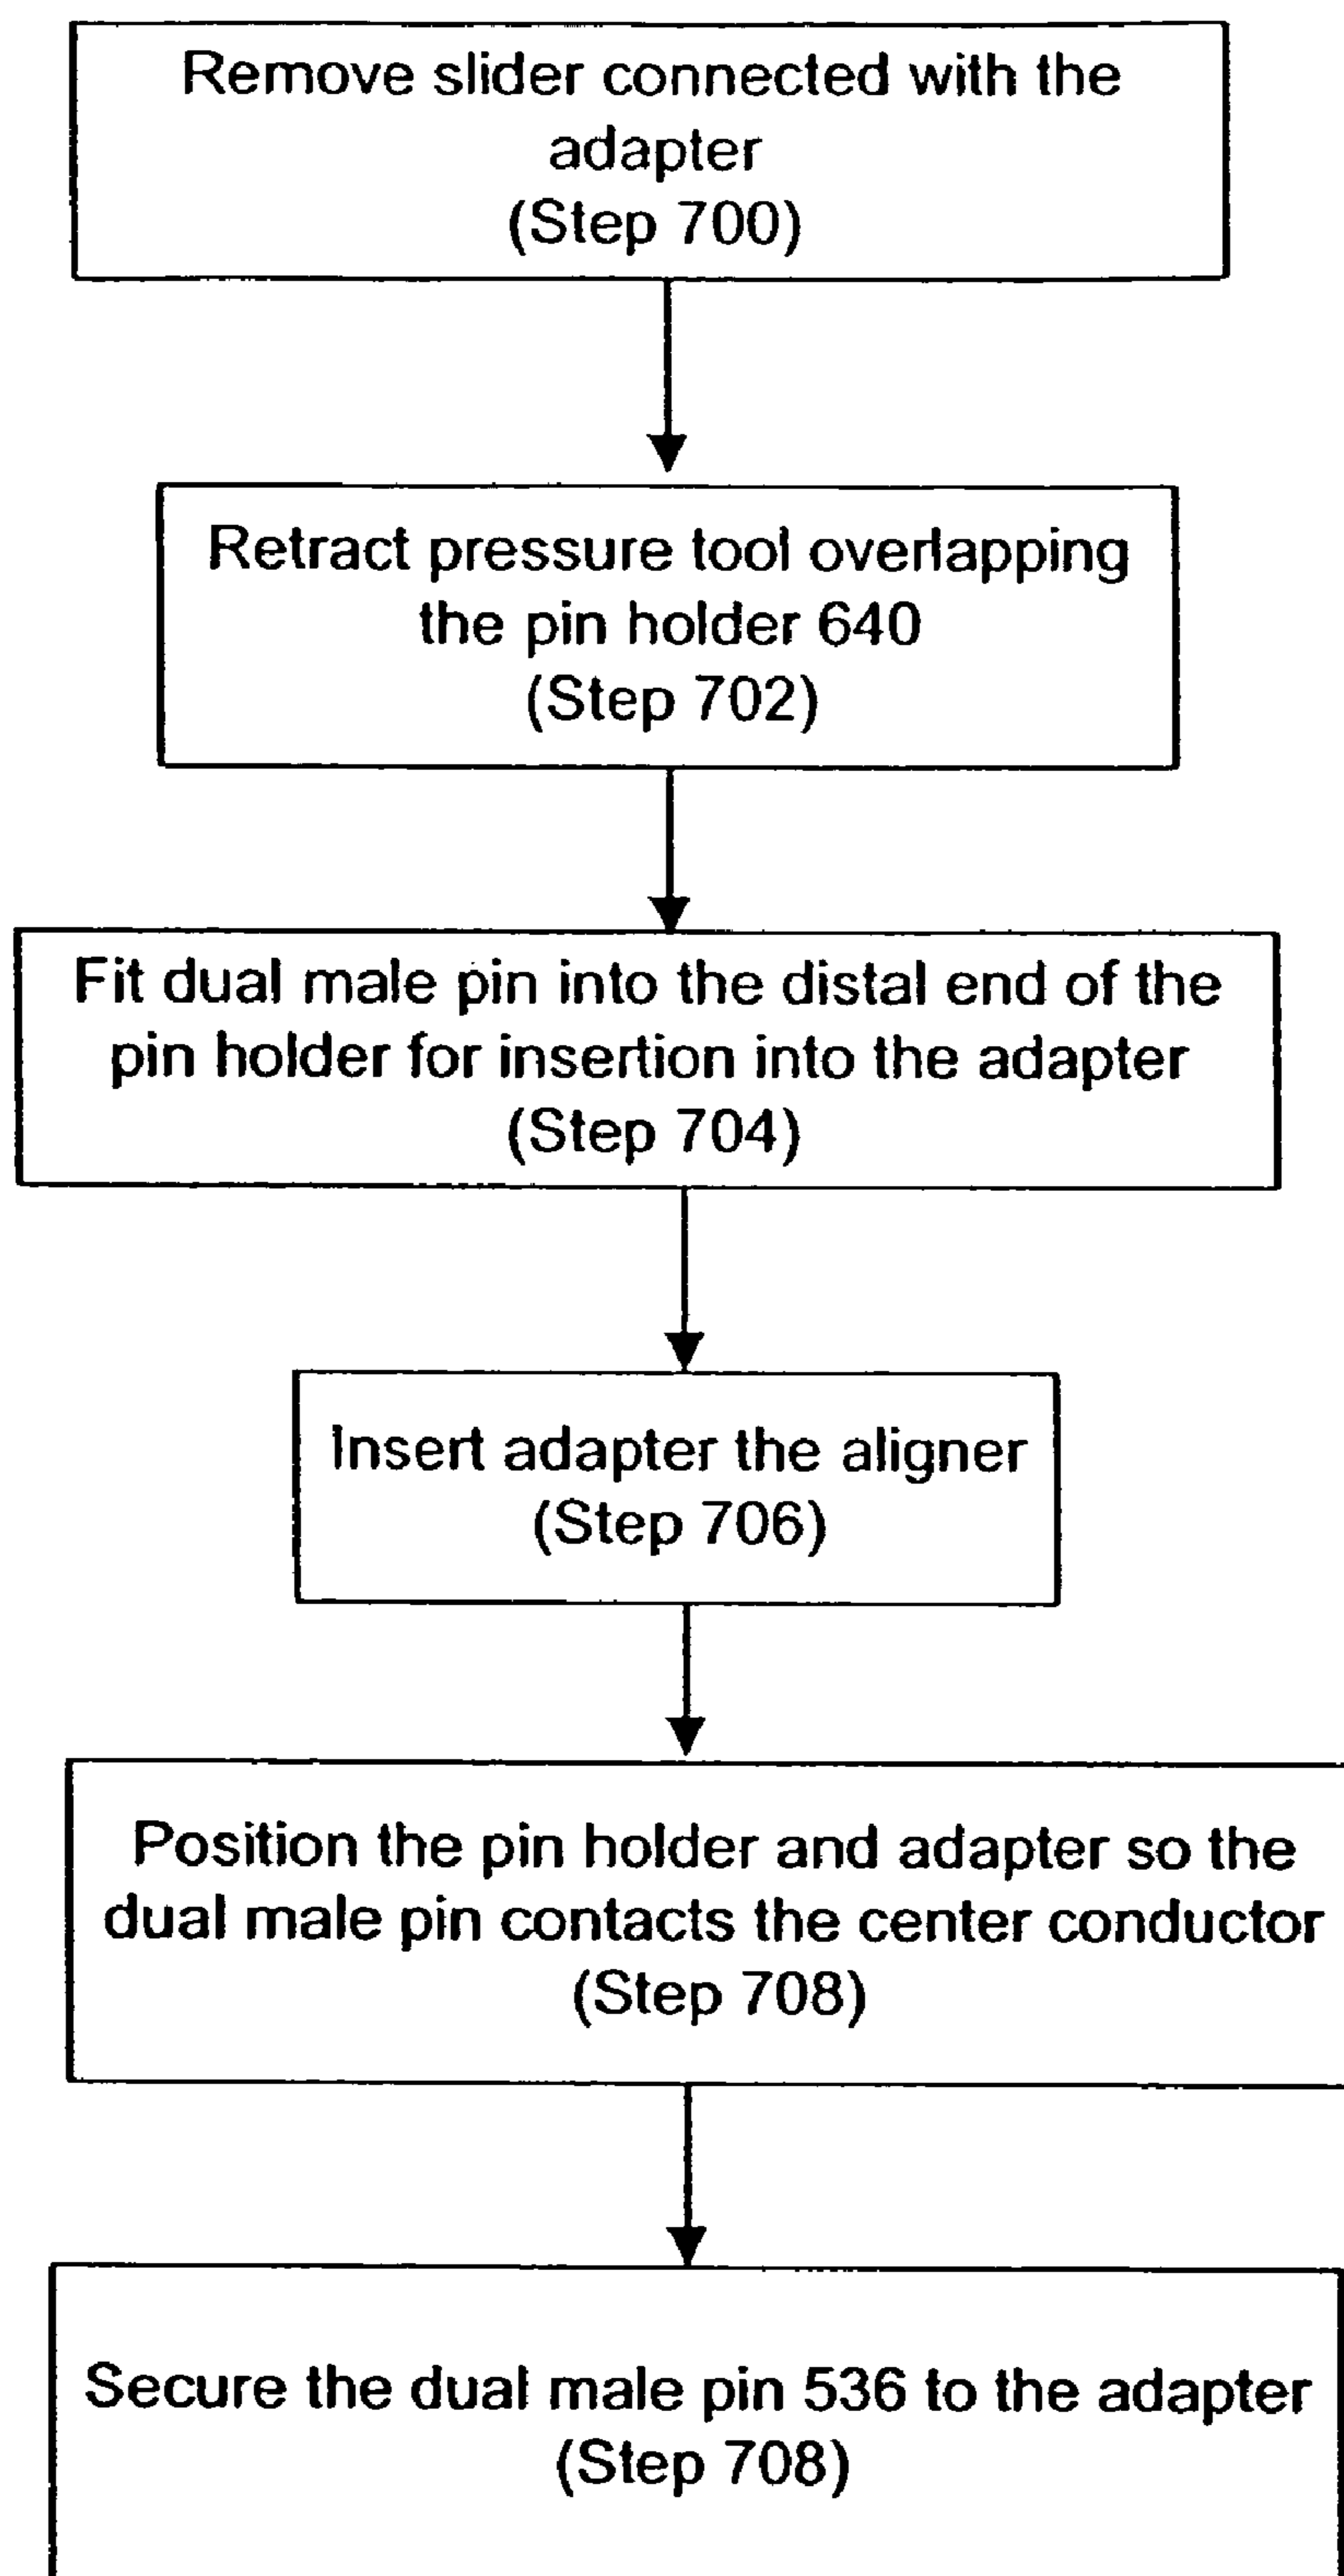 Remove slider connected with the
adapter
(Step 700)
Retract pressure tool overlapping
the pin holder 640
(Step 702)
Fit dual male pin into the distal end of the
pin holder for insertion into the adapter
(Step 704)
Insert adapter the aligner
(Step 706)
Position the pin holder and adapter so the
dual male pin contacts the center conductor
(Step 708)
Secure the dual male pin 536 to the adapter
(Step 708)